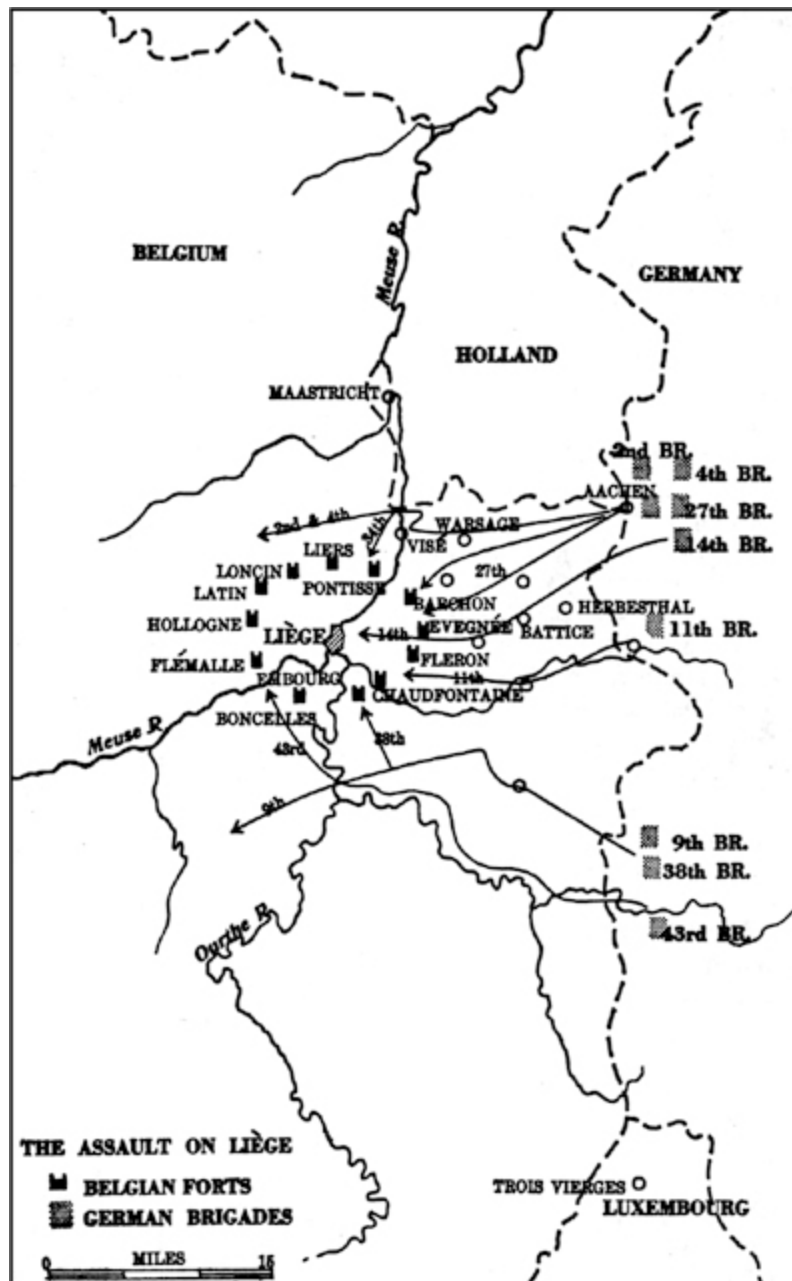 BELGIUM
Meuse R.
GERMANY
HOLLAND
MAASTRICHT
2nd BR.
4th BR.
AACHEN
27th BR.
14th BR.
2nd & 4th
34th
WARSAGE
VISÉ
LIERS
LONCIN
PONTISSE
LATIN
27th
BARCHON
HERBESTHAL
HOLLOGNE
LIÈGE
14th
EVEGNÉE
BATTICE
11th BR.
FLÉMALLE
FLERON
EMBOURG
11th
CHAUDFONTAINE
BONCELLES
Meuse R.
43rd
38th
9th
9th BR.
38th BR.
43rd BR.
Ourthe R.
THE ASSAULT ON LIÈGE
BELGIAN FORTS
GERMAN BRIGADES
TROIS VIERGES
LUXEMBOURG
0 MILES 15